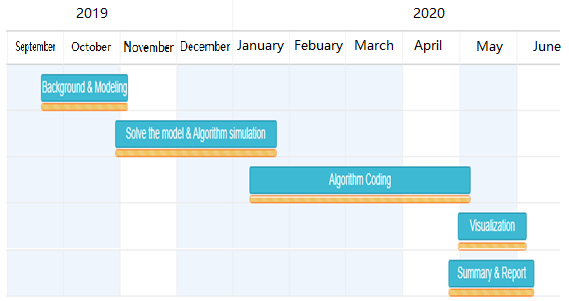 2019 2020
September October November December January Febuary March April May June
Background & Modeling
Solve the model & Algorithm simulation
Algorithm Coding
Visualization
Summary & Report